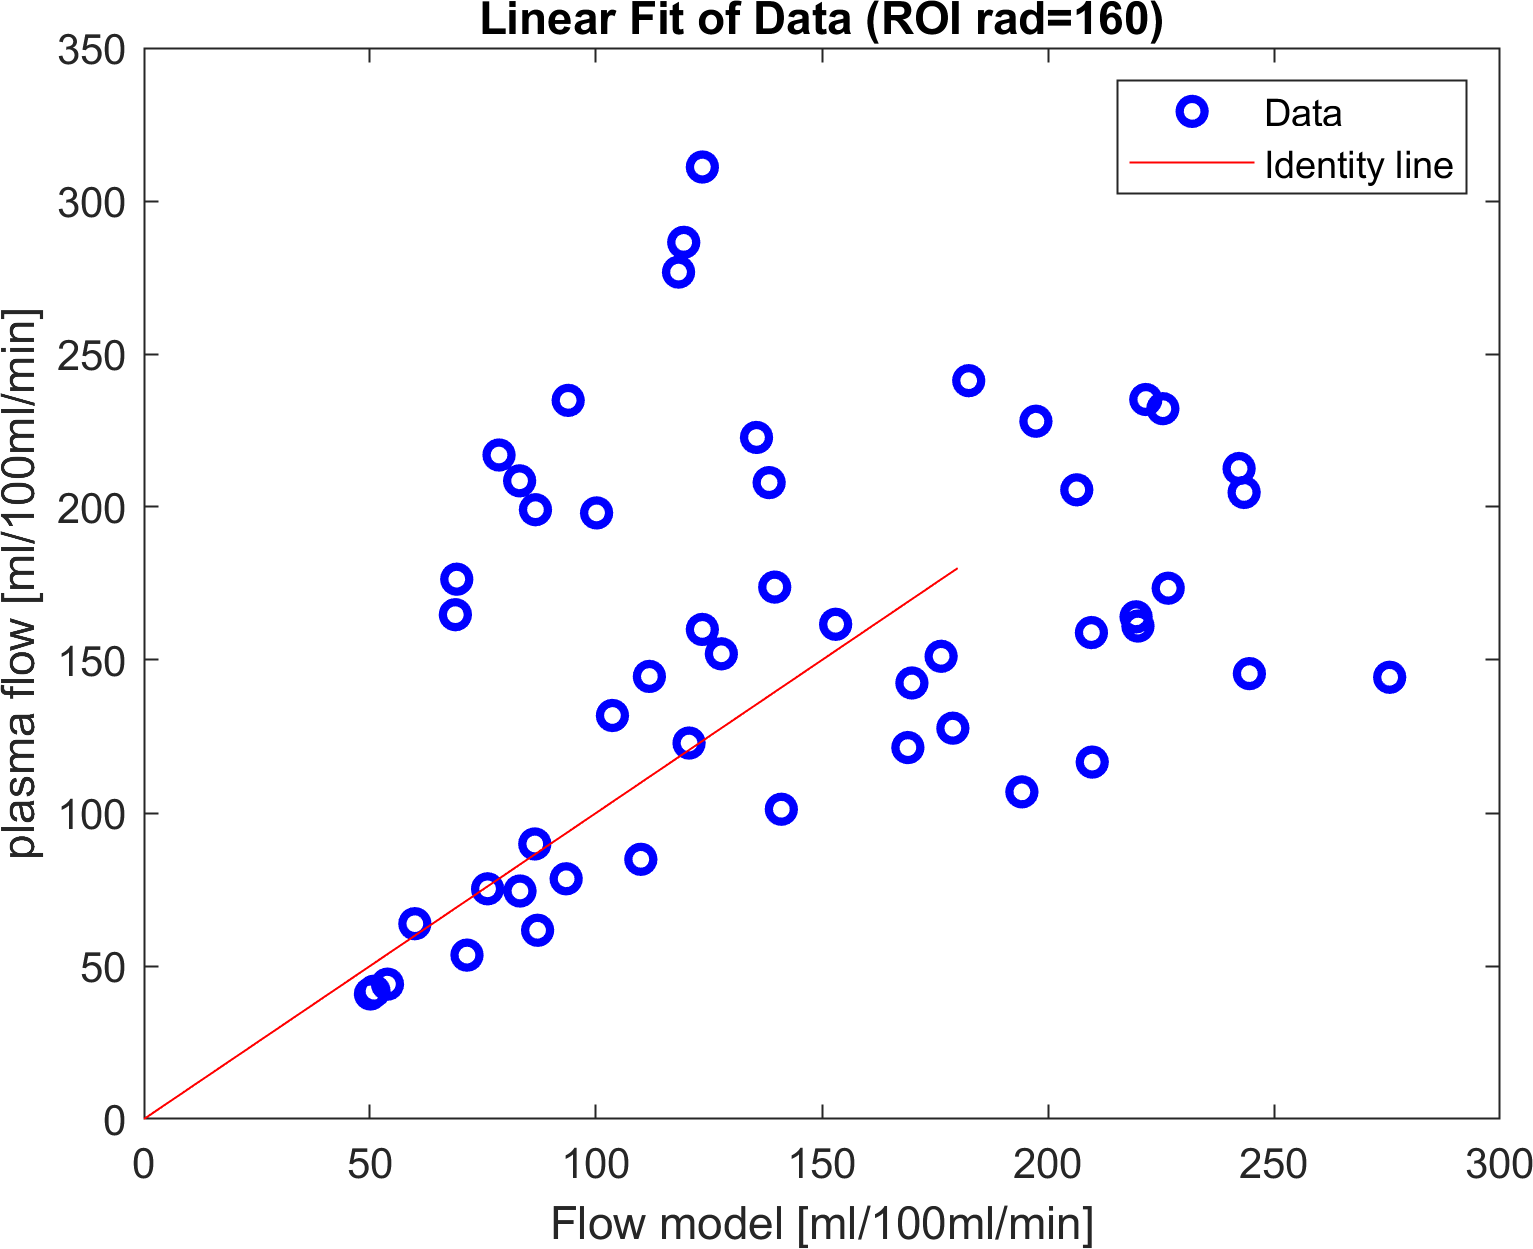 Linear Fit of Data (ROI rad=160)
350
300
250
200
150
100
50
0
plasma flow [ml/100ml/min]
Data
Identity line
0 50 100 150 200 250 300
Flow model [ml/100ml/min]